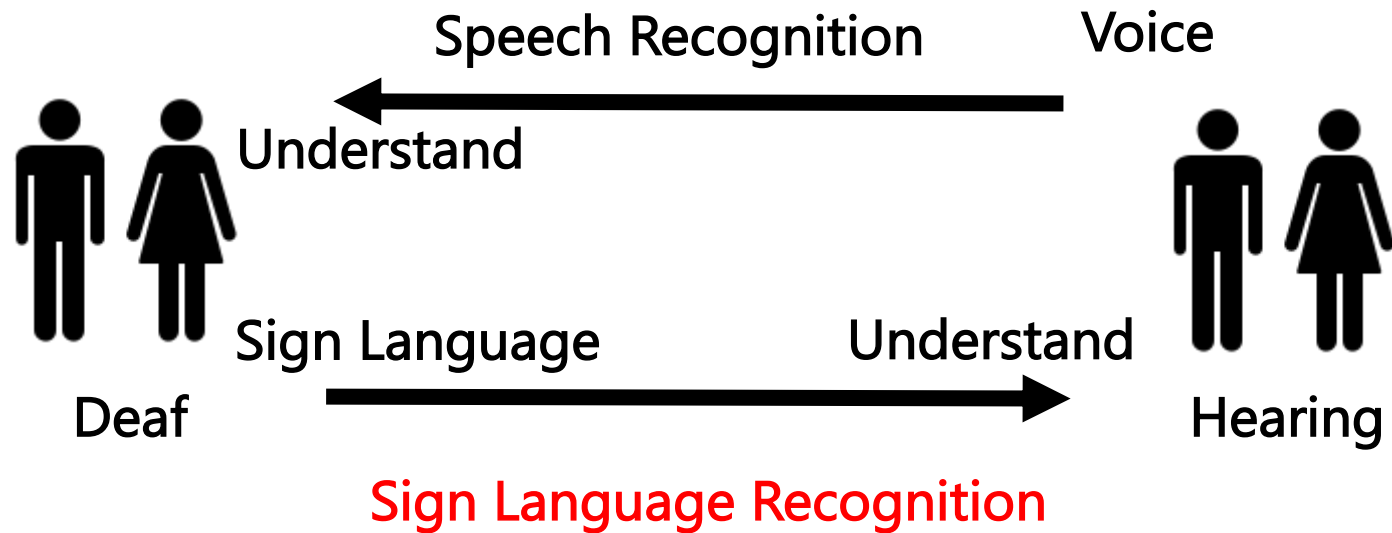 Speech Recognition
Voice
Understand
Sign Language
Understand
Deaf
Hearing
Sign Language Recognition